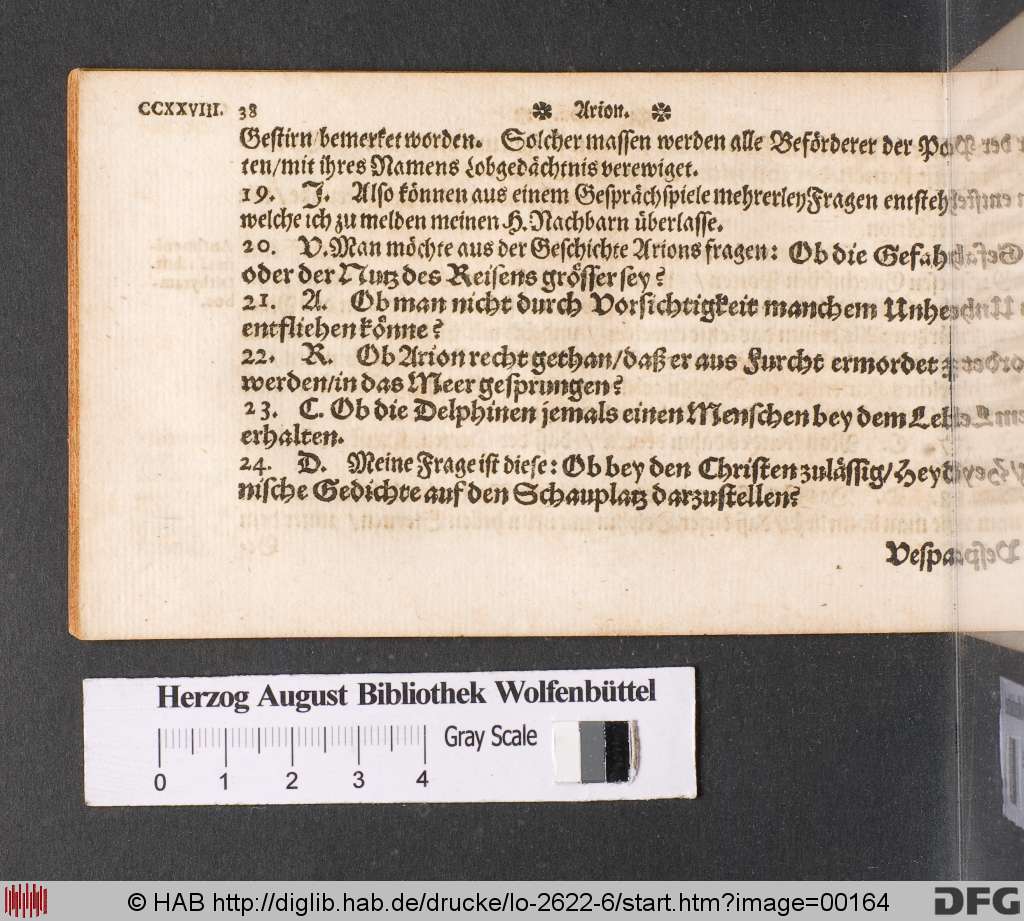 CCXXVIII. 38 ✽ Arion. ✽
Gestirn/bemerket worden. Solcher massen werden alle Beförderer der
ten/mit ihres Namens Lobgedächtnis verewiget.
19. J. Also können aus einem Gesprächspiele mehrerley Fragen
welche ich zu melden meinen H. Nachbarn überlasse.
20. V. Man möchte aus der Geschichte Arions fragen: Ob die Gefahr
oder der Nutz des Reisens grösser sey?
21. A. Ob man nicht durch Vorsichtigkeit manchem
entfliehen könne?
22. R. Ob Arion recht gethan/daß er aus Furcht ermordet zu
werden/in das Meer gesprungen?
23. C. Ob die Delphinen jemals einen Menschen bey dem
erhalten.
24. D. Meine Frage ist diese: Ob bey den Christen zulässig/Heyd
nische Gedichte auf den Schauplatz darzustellen?
Herzog August Bibliothek Wolfenbüttel
Gray Scale
0 1 2 3 4
© HAB http://diglib.hab.de/drucke/lo-2622-6/start.htm?image=00164
DFG